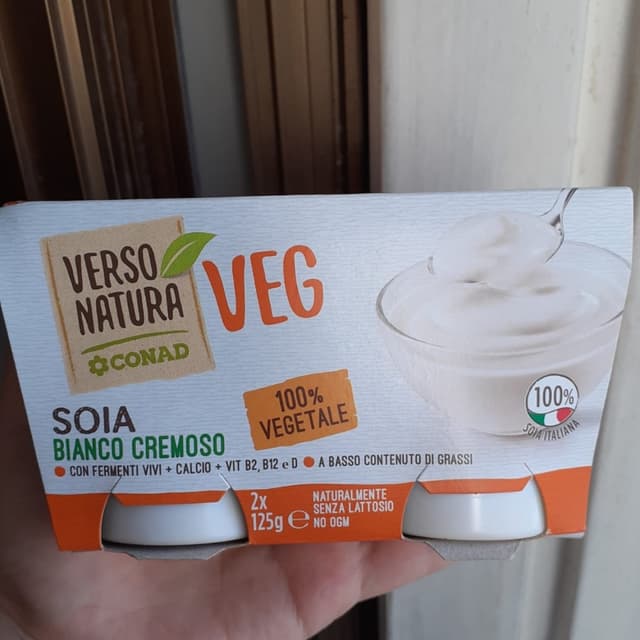 VERSO
NATURA
CONAD
VEG
100%
VEGETALE
SOIA
BIANCO CREMOSO
• CON FERMENTI VIVI + CALCIO + VIT B2, B12 e D • A BASSO CONTENUTO DI GRASSI
2x
125g ℮
NATURALMENTE
SENZA LATTOSIO
NO OGM
100%
SOIA ITALIANA